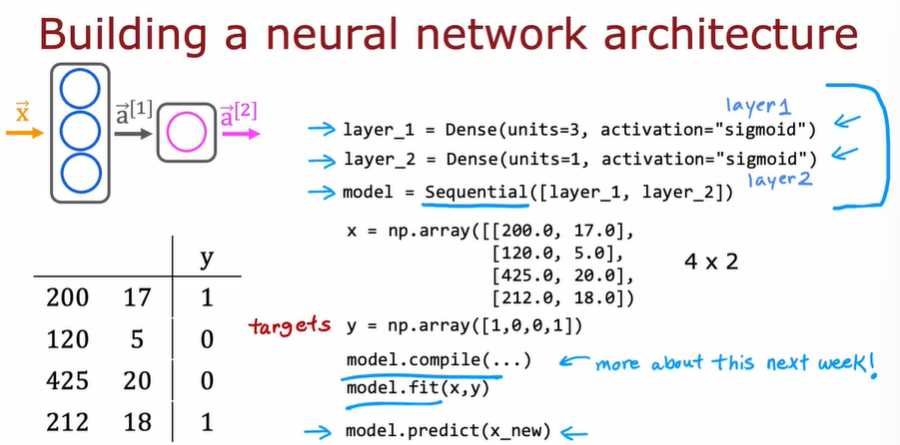 Building a neural network architecture
x⃗
a⃗[1]
a⃗[2]
layer1
layer_1 = Dense(units=3, activation="sigmoid")
layer_2 = Dense(units=1, activation="sigmoid")
model = Sequential([layer_1, layer_2])
layer2
x = np.array([[200.0, 17.0],
[120.0, 5.0],
[425.0, 20.0],
[212.0, 18.0])
4 x 2
y
200 17 1
120 5 0
425 20 0
212 18 1
targets y = np.array([1,0,0,1])
model.compile(...) more about this next week!
model.fit(x,y)
model.predict(x_new)